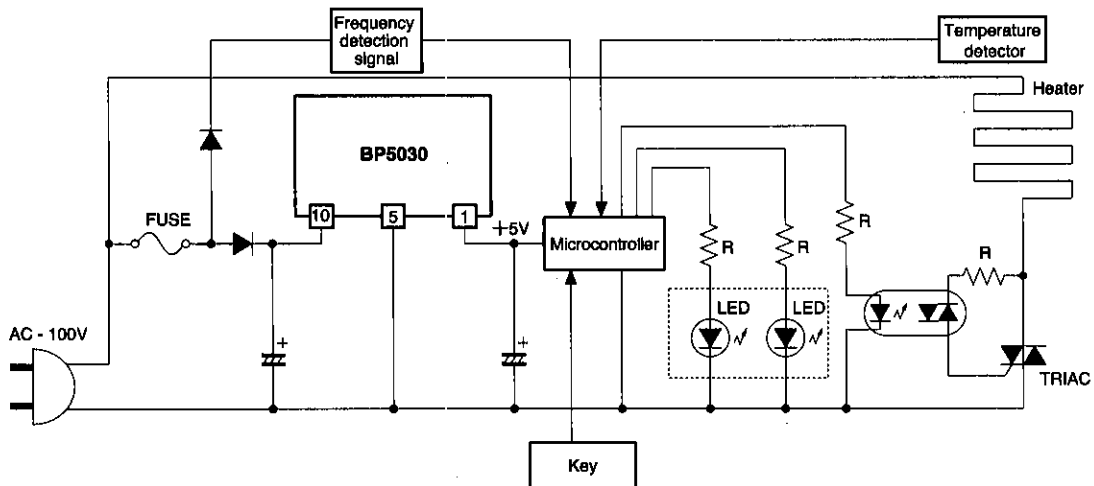 Frequency
detection
signal
Temperature
detector
Heater
BP5030
10
5
1
FUSE
+5V
Microcontroller
R
R
R
R
AC - 100V
+
+
LED
LED
TRIAC
Key